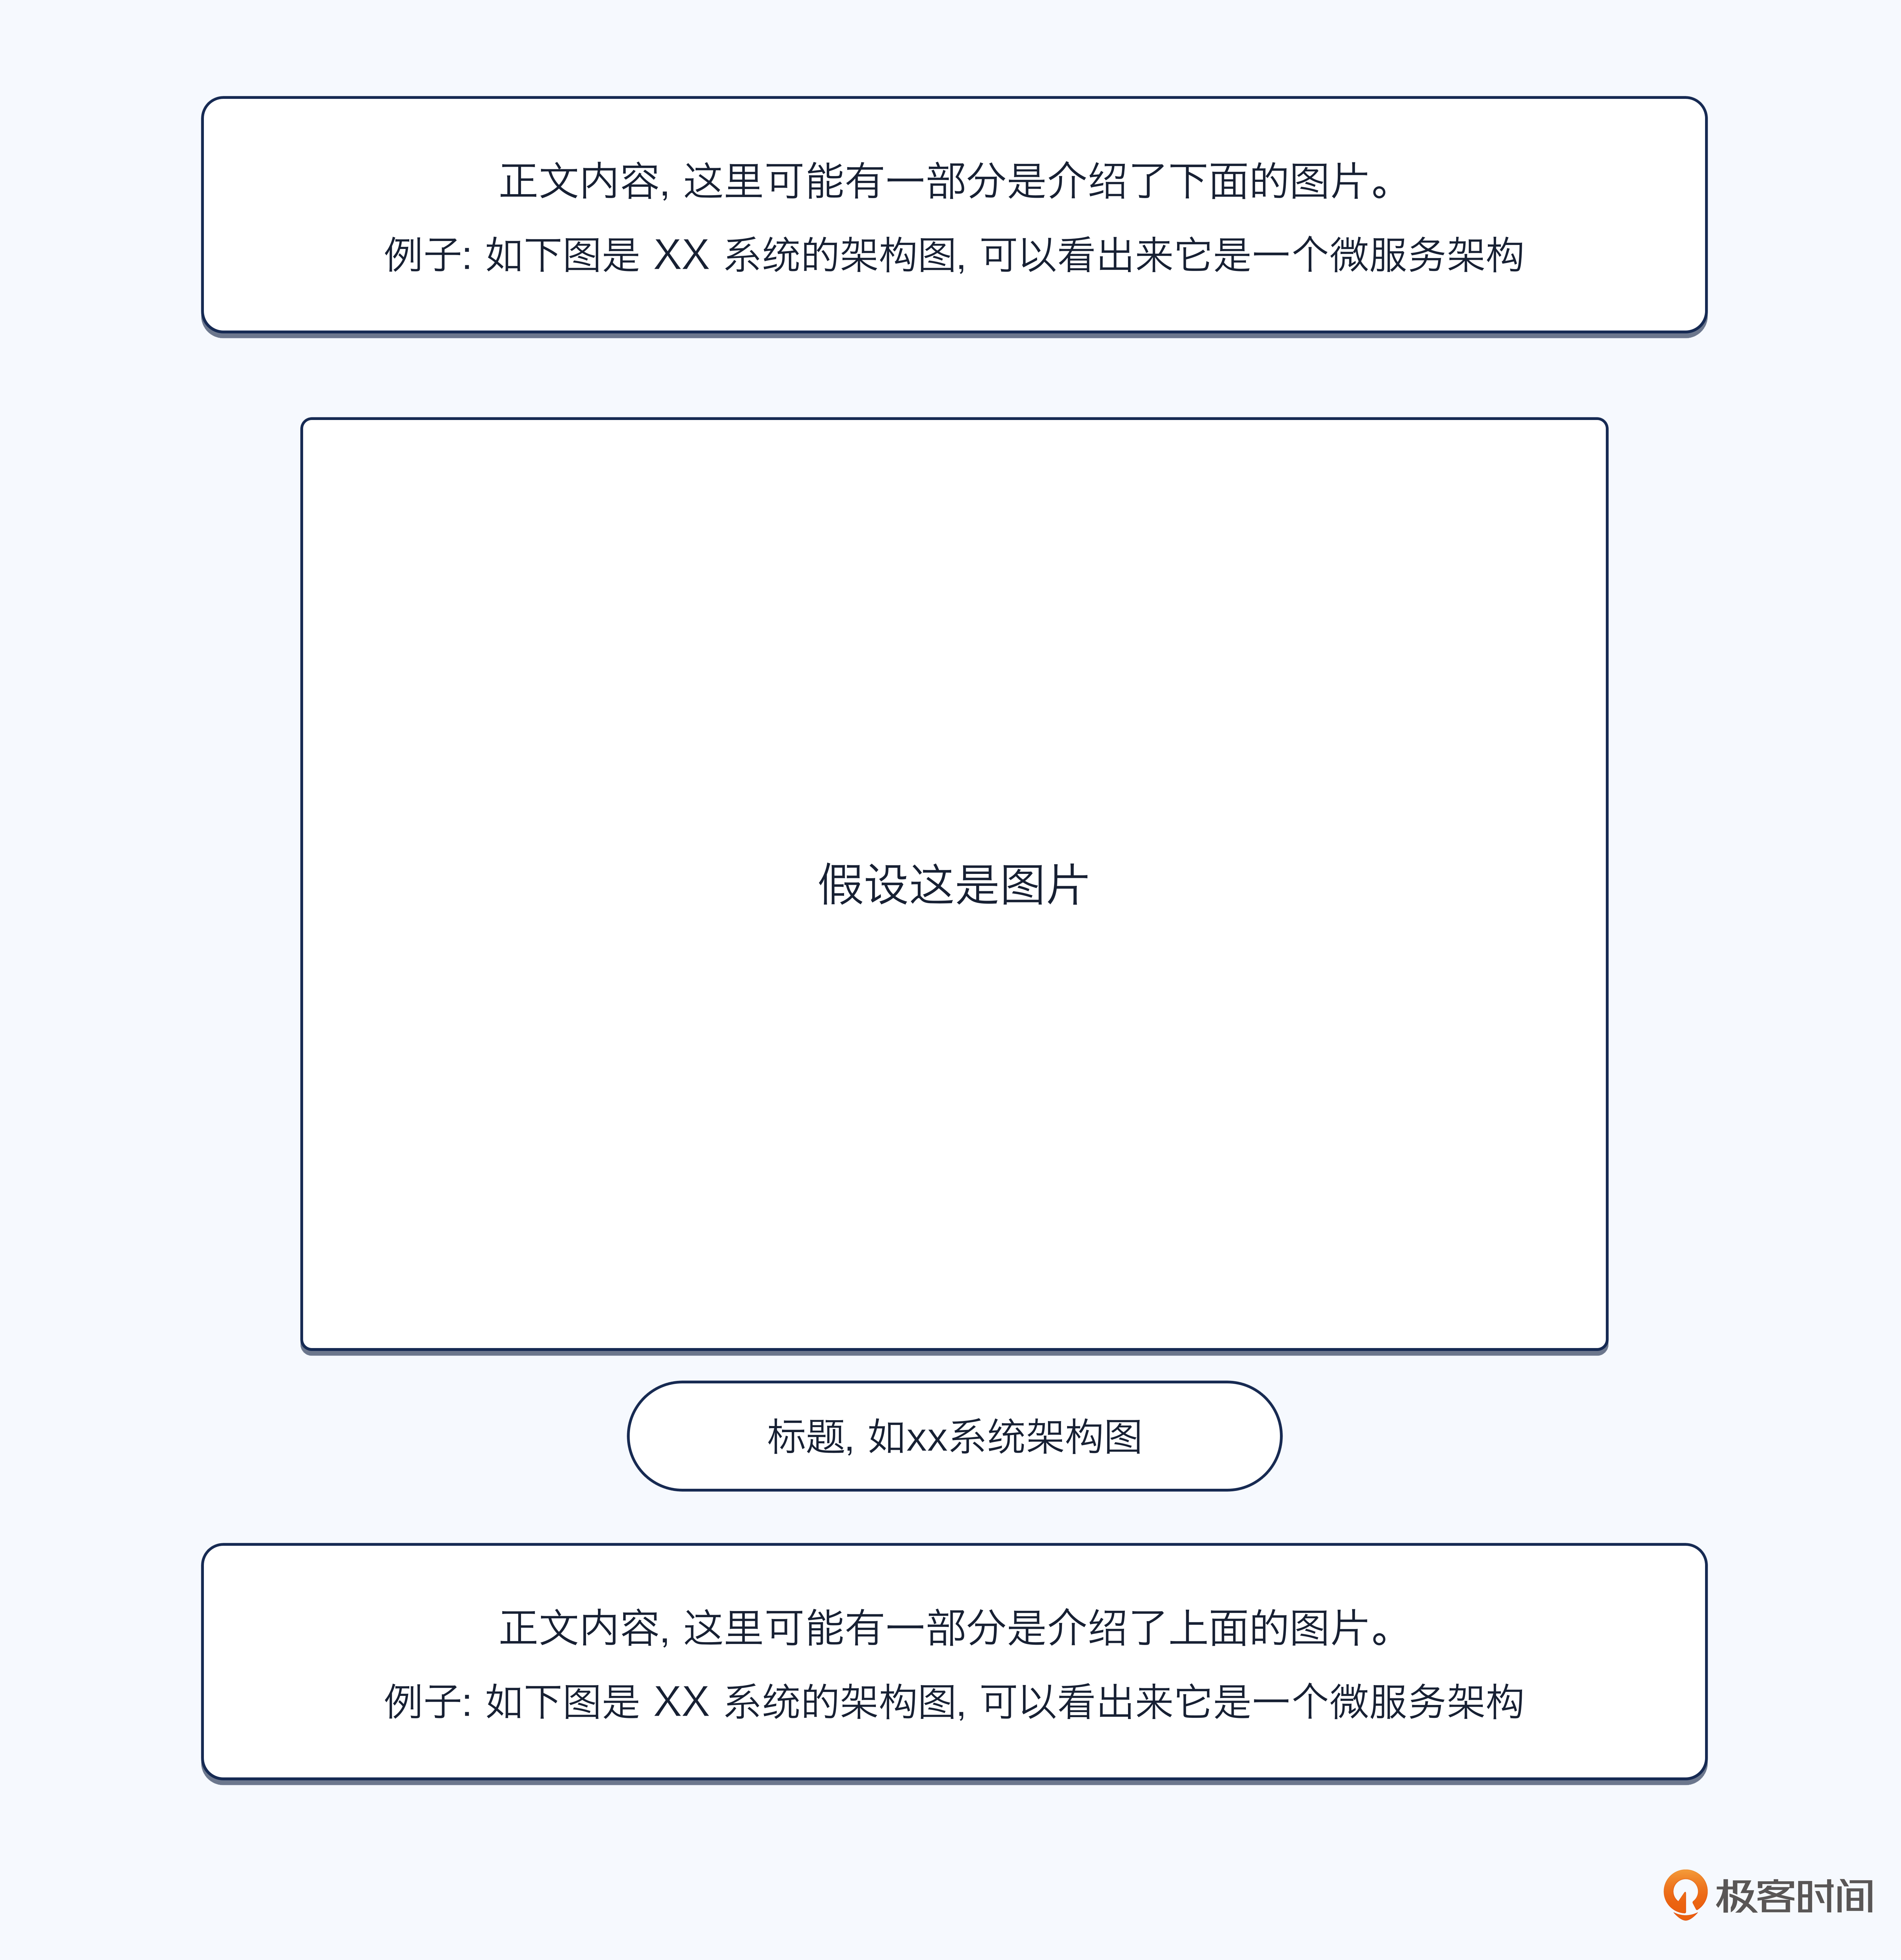 正文内容, 这里可能有一部分是介绍了下面的图片。
例子: 如下图是 XX 系统的架构图, 可以看出来它是一个微服务架构
假设这是图片
标题, 如xx系统架构图
正文内容, 这里可能有一部分是介绍了上面的图片。
例子: 如下图是 XX 系统的架构图, 可以看出来它是一个微服务架构
极客时间